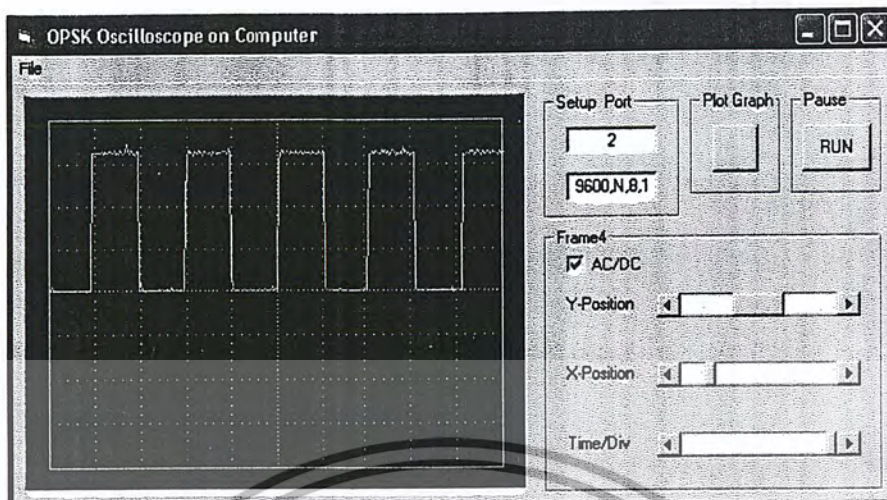 OPSK Oscilloscope on Computer
File
Setup Port
2
9600,N,8,1
Plot Graph
Pause
RUN
Frame4
AC/DC
Y-Position
X-Position
Time/Div